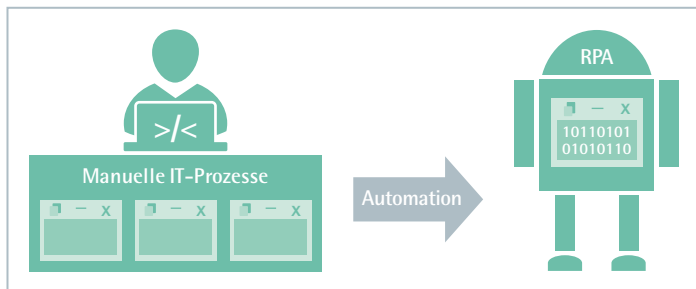 >/<
Manuelle IT-Prozesse
– x
– x
– x
Automation
RPA
– x
10110101
01010110